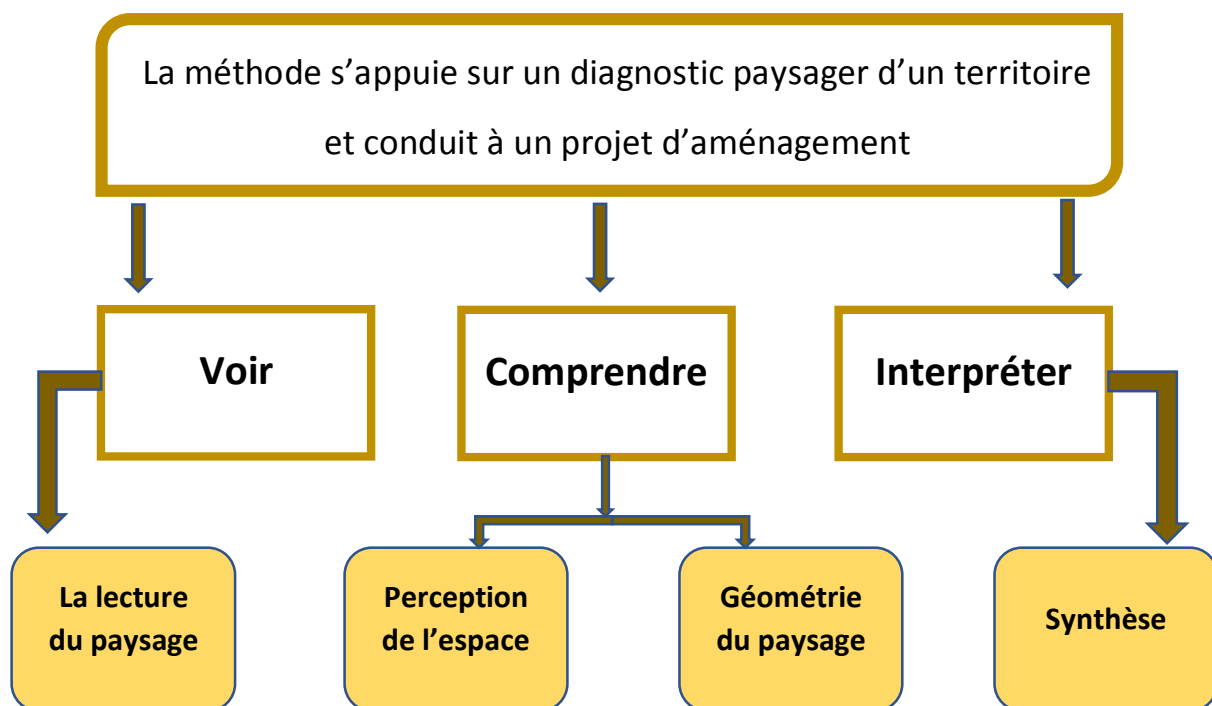 La méthode s’appuie sur un diagnostic paysager d’un territoire
et conduit à un projet d’aménagement
Voir
Comprendre
Interpréter
La lecture
du paysage
Perception
de l’espace
Géométrie
du paysage
Synthèse